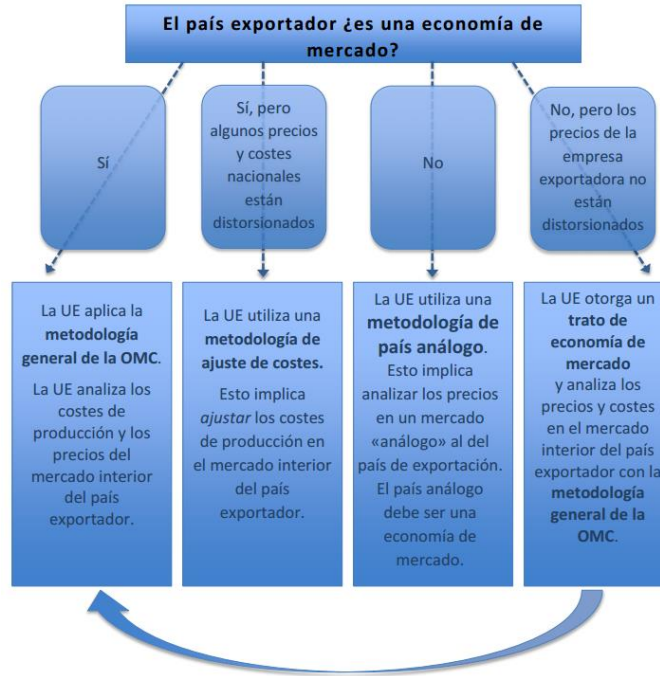 El país exportador ¿es una economía de
mercado?
Sí
Sí, pero
algunos precios
y costes
nacionales
están
distorsionados
No
No, pero los
precios de la
empresa
exportadora no
están
distorsionados
La UE aplica la
metodología
general de la OMC.
La UE analiza los
costes de
producción y los
precios del
mercado interior
del país
exportador.
La UE utiliza una
metodología de
ajuste de costes.
Esto implica
ajustar los costes
de producción en
el mercado interior
del país
exportador.
La UE utiliza una
metodología de
país análogo.
Esto implica
analizar los precios
en un mercado
«análogo» al del
país de exportación.
El país análogo
debe ser una
economía de
mercado.
La UE otorga un
trato de
economía de
mercado
y analiza los
precios y costes
en el mercado
interior del país
exportador con la
metodología
general de la
OMC.